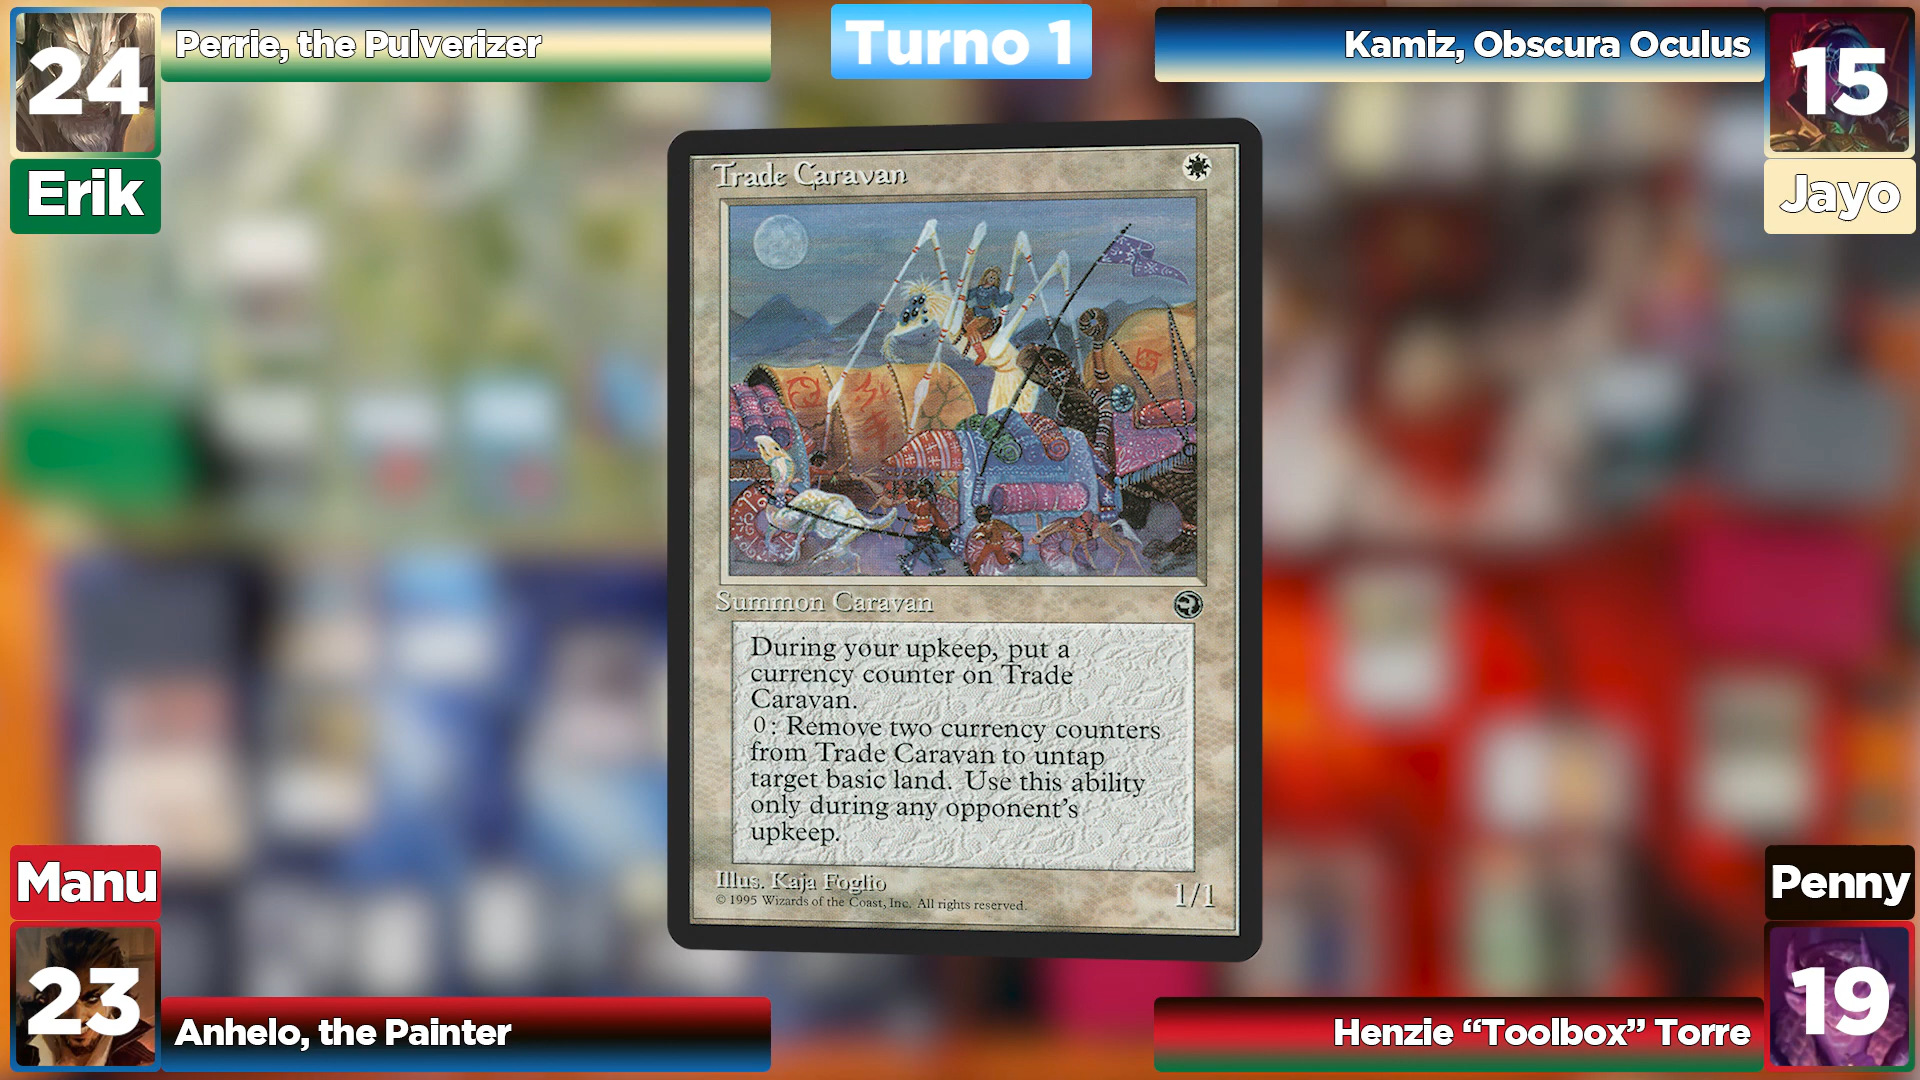 24
Perrie, the Pulverizer
Turno 1
Kamiz, Obscura Oculus
15
Erik
Jayo
Trade Caravan
Summon Caravan
During your upkeep, put a
currency counter on Trade
Caravan.
0: Remove two currency counters
from Trade Caravan to untap
target basic land. Use this ability
only during any opponent's
upkeep.
Illus. Kaja Foglio
© 1995 Wizards of the Coast, Inc. All rights reserved.
1/1
Manu
23
Anhelo, the Painter
Penny
19
Henzie “Toolbox” Torre